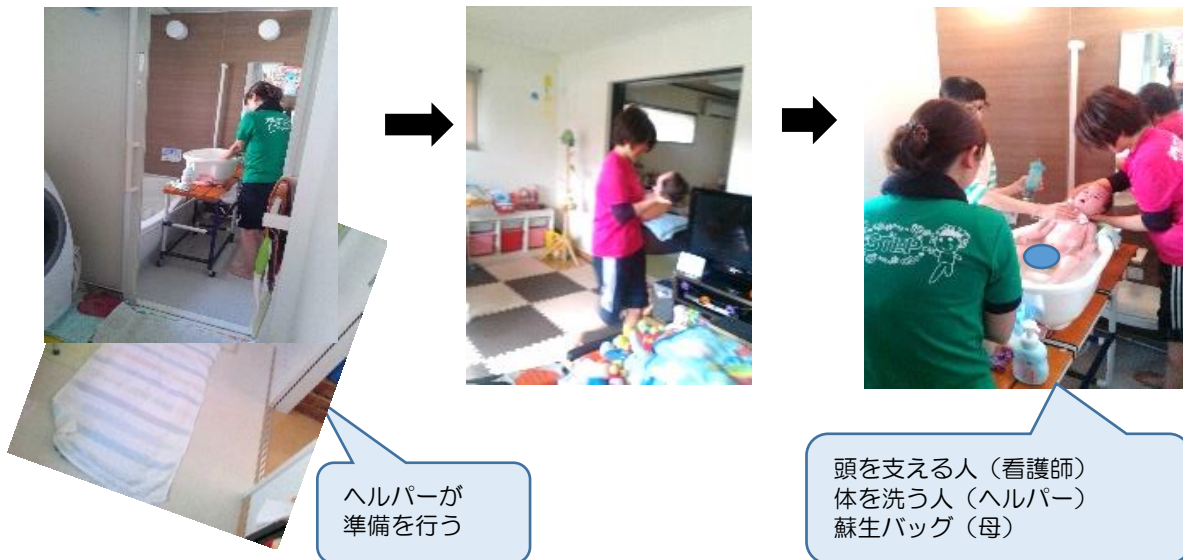 ヘルパーが
準備を行う
頭を支える人（看護師）
体を洗う人（ヘルパー）
蘇生バッグ（母）